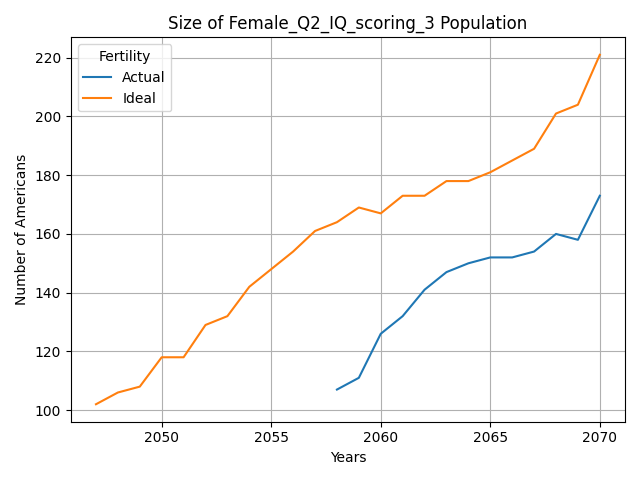 Size of Female_Q2_IQ_scoring_3 Population
Fertility
Actual
Ideal
Number of Americans
220
200
180
160
140
120
100
2050
2055
2060
2065
2070
Years